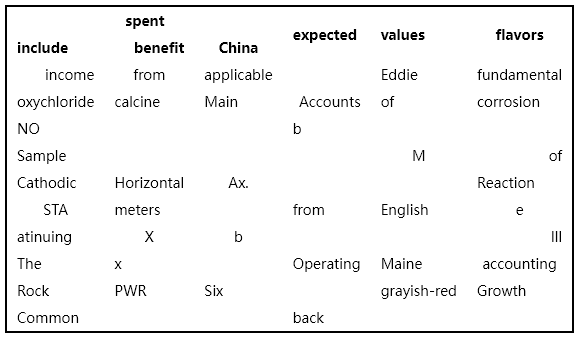 include spent benefit China expected values flavors
income from applicable Eddie fundamental
oxychloride calcine Main Accounts of corrosion
NO b
Sample M of
Cathodic Horizontal Ax. Reaction
STA meters from English e
atinuing X b III
The x Operating Maine accounting
Rock PWR Six grayish-red Growth
Common back